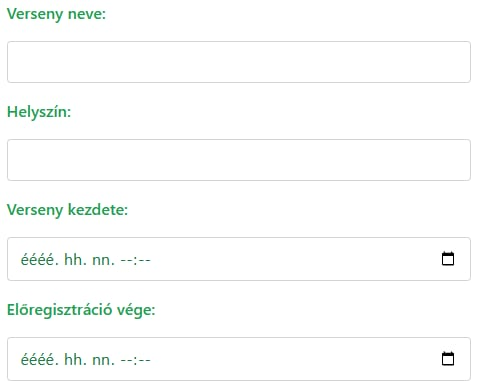 Verseny neve:
Helyszín:
Verseny kezdete:
éééé. hh. nn. --:--
Előregisztráció vége:
éééé. hh. nn. --:--